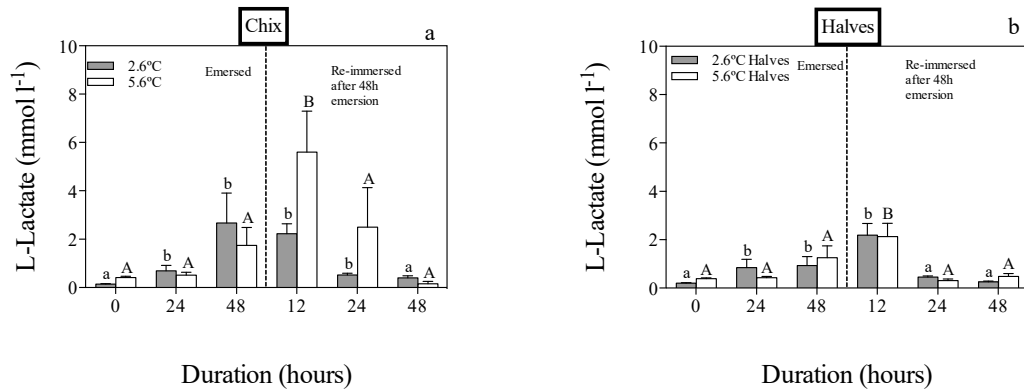 Chix
a
10
8
6
4
2
0
L-Lactate (mmol l-1)
2.6ºC
5.6ºC
Emersed
Re-immersed
after 48h
emersion
a A b A b A b B b A a A
0 24 48 12 24 48
Duration (hours)
Halves
b
10
8
6
4
2
0
L-Lactate (mmol l-1)
2.6ºC Halves
5.6ºC Halves
Emersed
Re-immersed
after 48h
emersion
a A b A b A b B a A a A
0 24 48 12 24 48
Duration (hours)